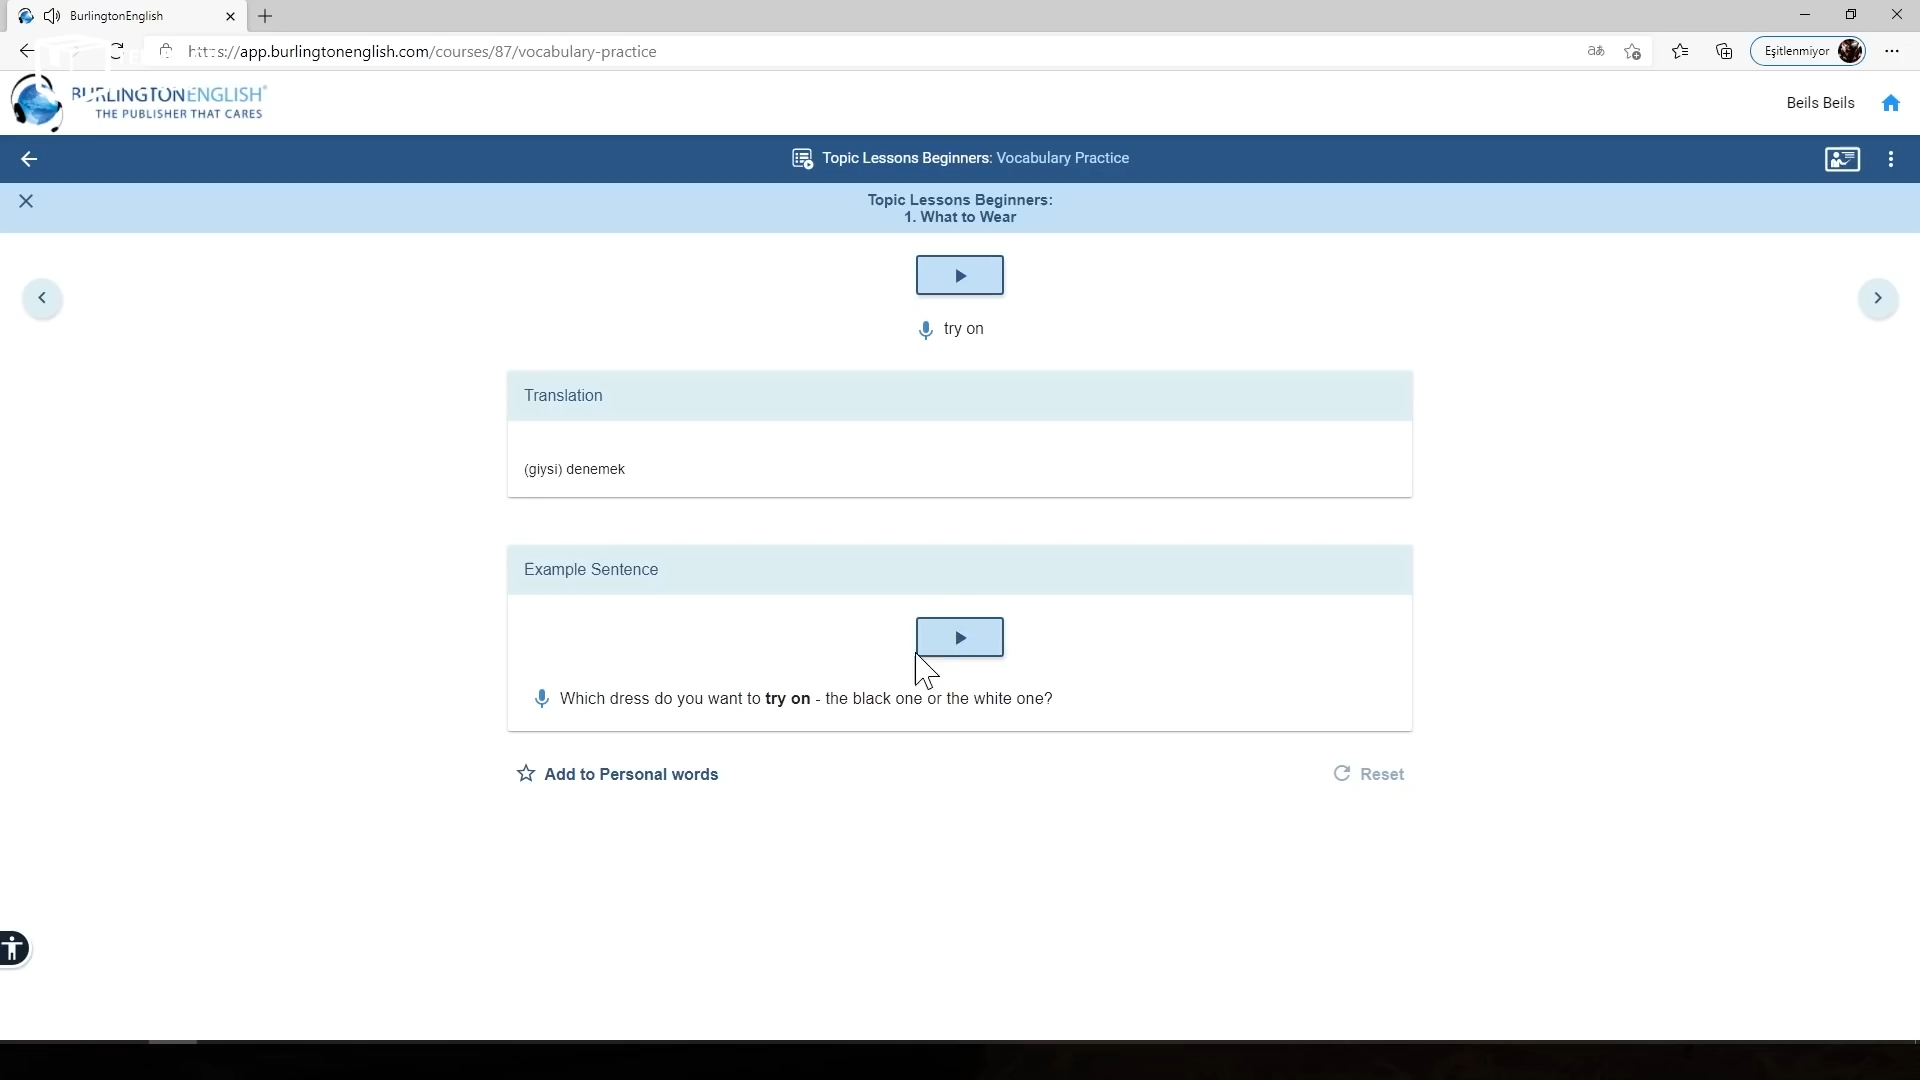 BurlingtonEnglish
https://app.burlingtonenglish.com/courses/87/vocabulary-practice
Eşitlenmiyor
BURLINGTONENGLISH®
THE PUBLISHER THAT CARES
Beils Beils
Topic Lessons Beginners: Vocabulary Practice
Topic Lessons Beginners:
1. What to Wear
try on
Translation
(giysi) denemek
Example Sentence
Which dress do you want to try on - the black one or the white one?
Add to Personal words
Reset